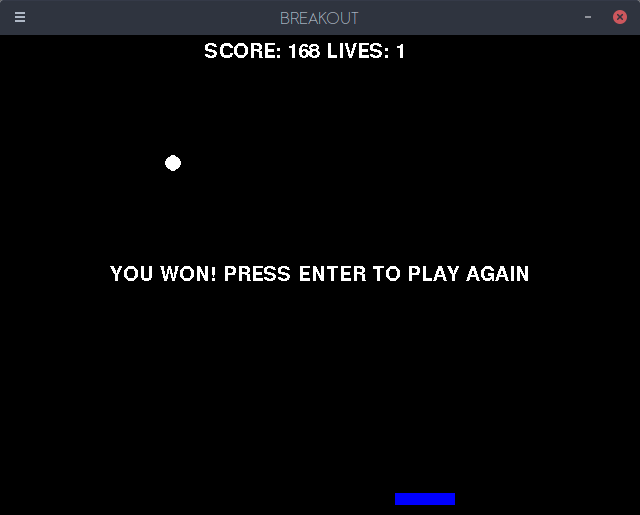 BREAKOUT
SCORE: 168 LIVES: 1
YOU WON! PRESS ENTER TO PLAY AGAIN